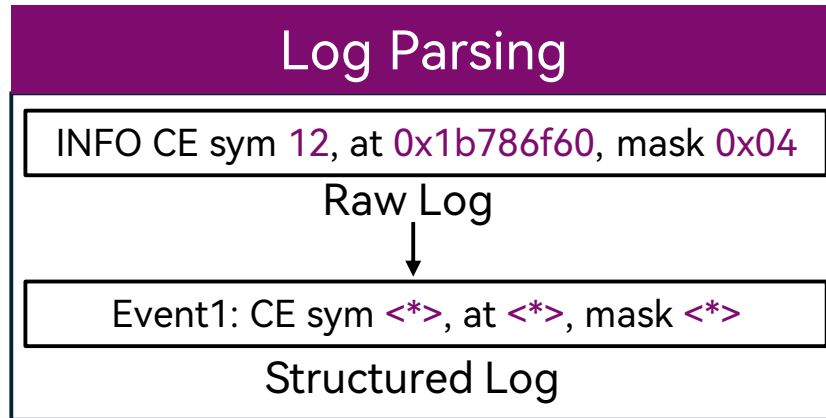 Log Parsing
INFO CE sym 12, at 0x1b786f60, mask 0x04
Raw Log
Event1: CE sym <*>, at <*>, mask <*>
Structured Log